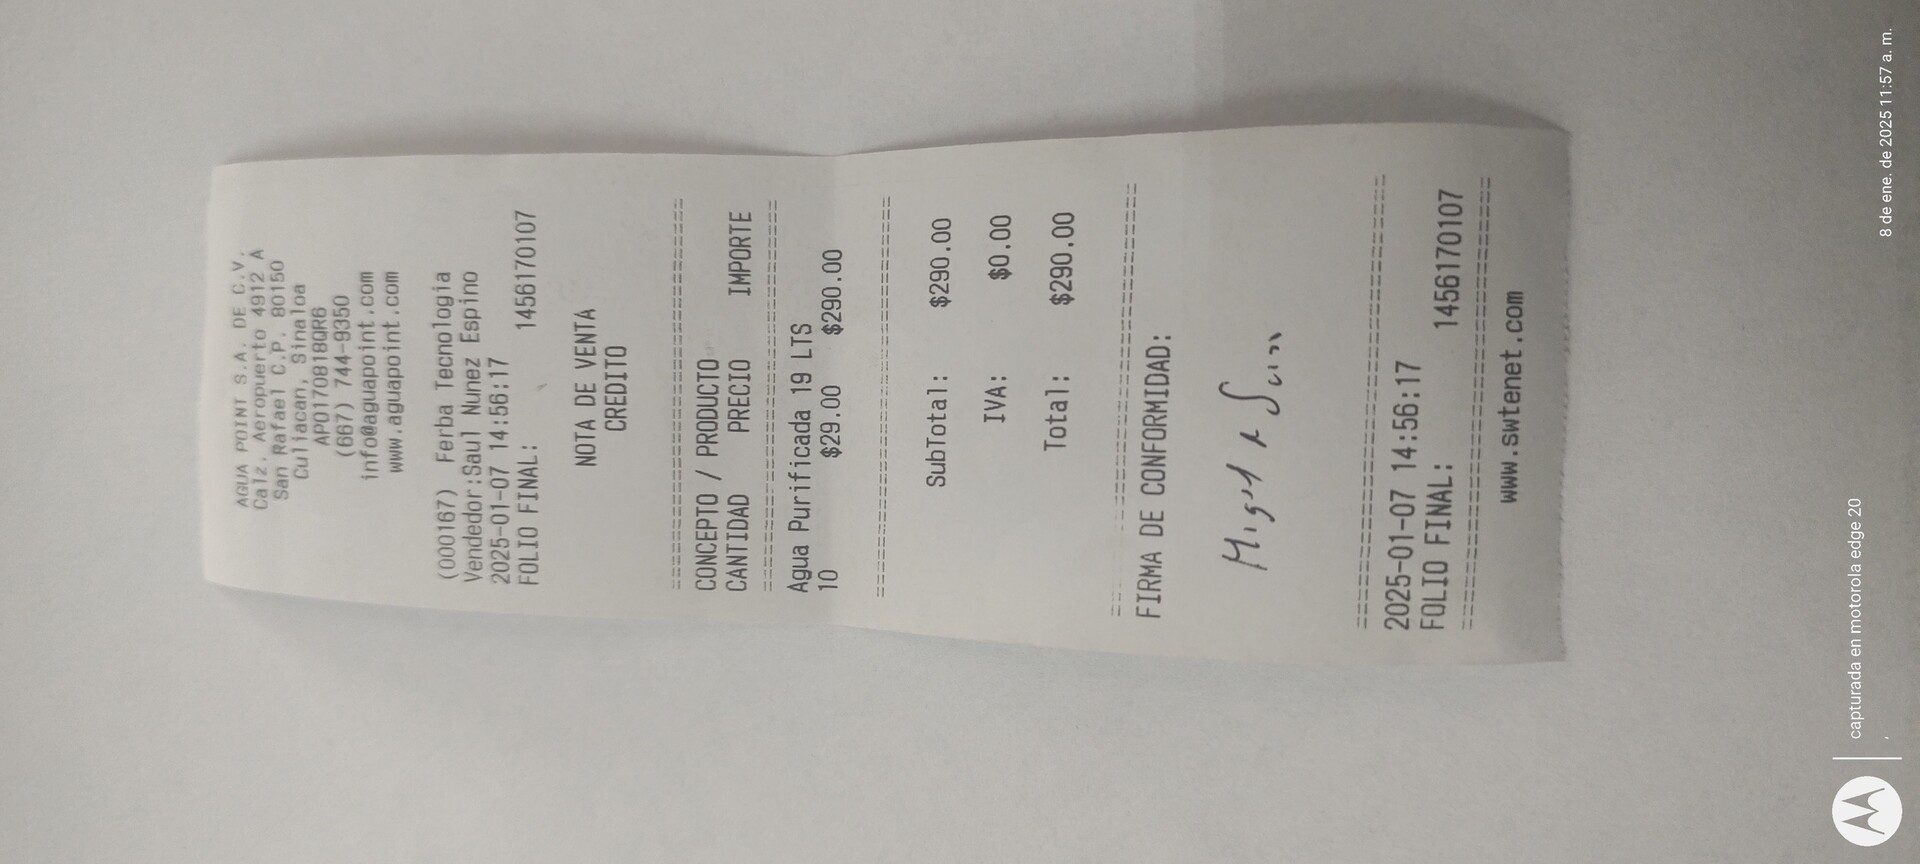 AGUA POINT S.A. DE C.V.
Calz. Aeropuerto 4912 A
San Rafael C.P. 80150
Culiacan, Sinaloa
APO170818QR6
(667) 744-9350
info@aguapoint.com
www.aguapoint.com
(000167) Ferba Tecnologia
Vendedor:Saul Nunez Espino
2025-01-07 14:56:17
FOLIO FINAL: 1456170107
NOTA DE VENTA
CREDITO
CONCEPTO / PRODUCTO
CANTIDAD PRECIO IMPORTE
Agua Purificada 19 LTS
10 $29.00 $290.00
SubTotal: $290.00
IVA: $0.00
Total: $290.00
FIRMA DE CONFORMIDAD:
2025-01-07 14:56:17
FOLIO FINAL: 1456170107
www.swtenet.com
capturada en motorola edge 20
8 de ene. de 2025 11:57 a. m.